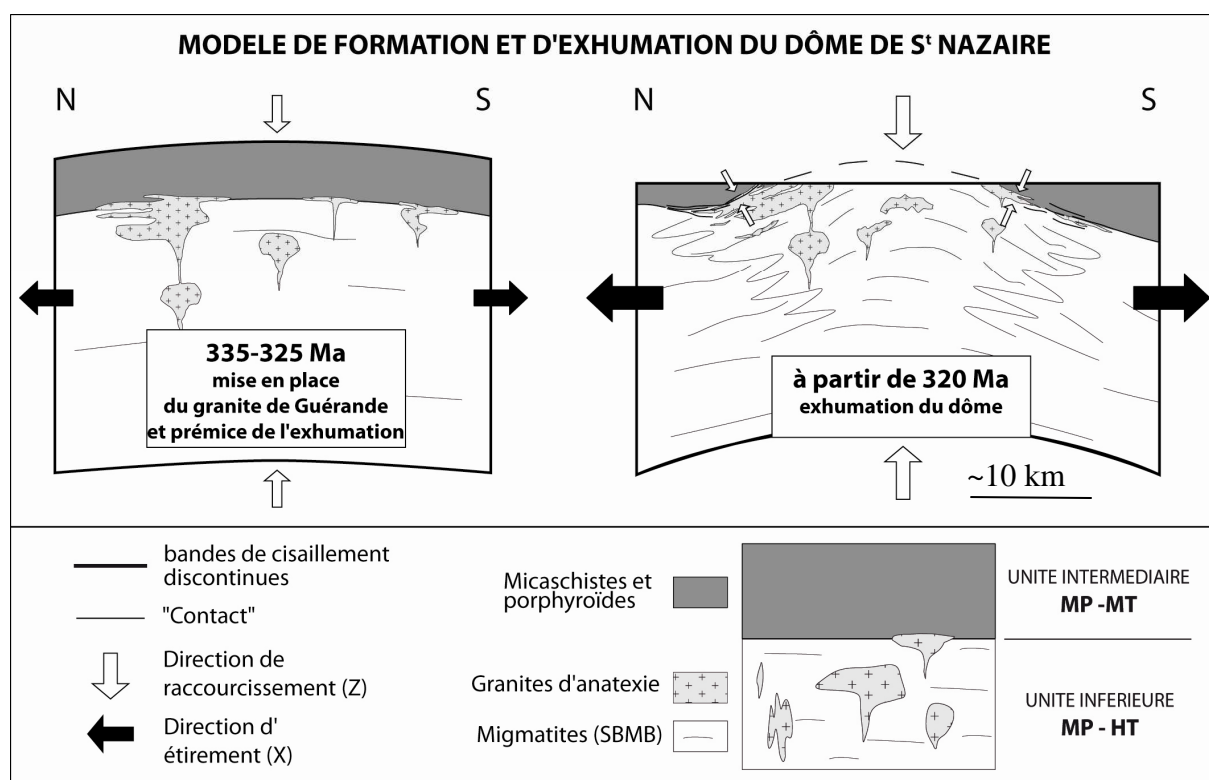 MODELE DE FORMATION ET D'EXHUMATION DU DÔME DE Sᵗ NAZAIRE
N
S
335-325 Ma
mise en place
du granite de Guérande
et prémice de l'exhumation
N
S
à partir de 320 Ma
exhumation du dôme
~10 km
bandes de cisaillement
discontinues
"Contact"
Direction de
raccourcissement (Z)
Direction d'
étirement (X)
Micaschistes et
porphyroïdes
Granites d'anatexie
Migmatites (SBMB)
UNITE INTERMEDIAIRE
MP -MT
UNITE INFERIEURE
MP - HT